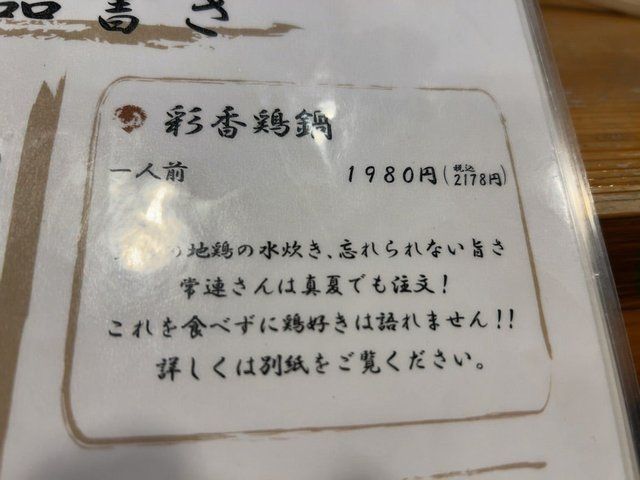 品書き
彩香鶏鍋
一人前 1980円(税込2178円)
の地鶏の水炊き、忘れられない旨さ
常連さんは真夏でも注文!
これを食べずに鶏好きは語れません!!
詳しくは別紙をご覧ください。